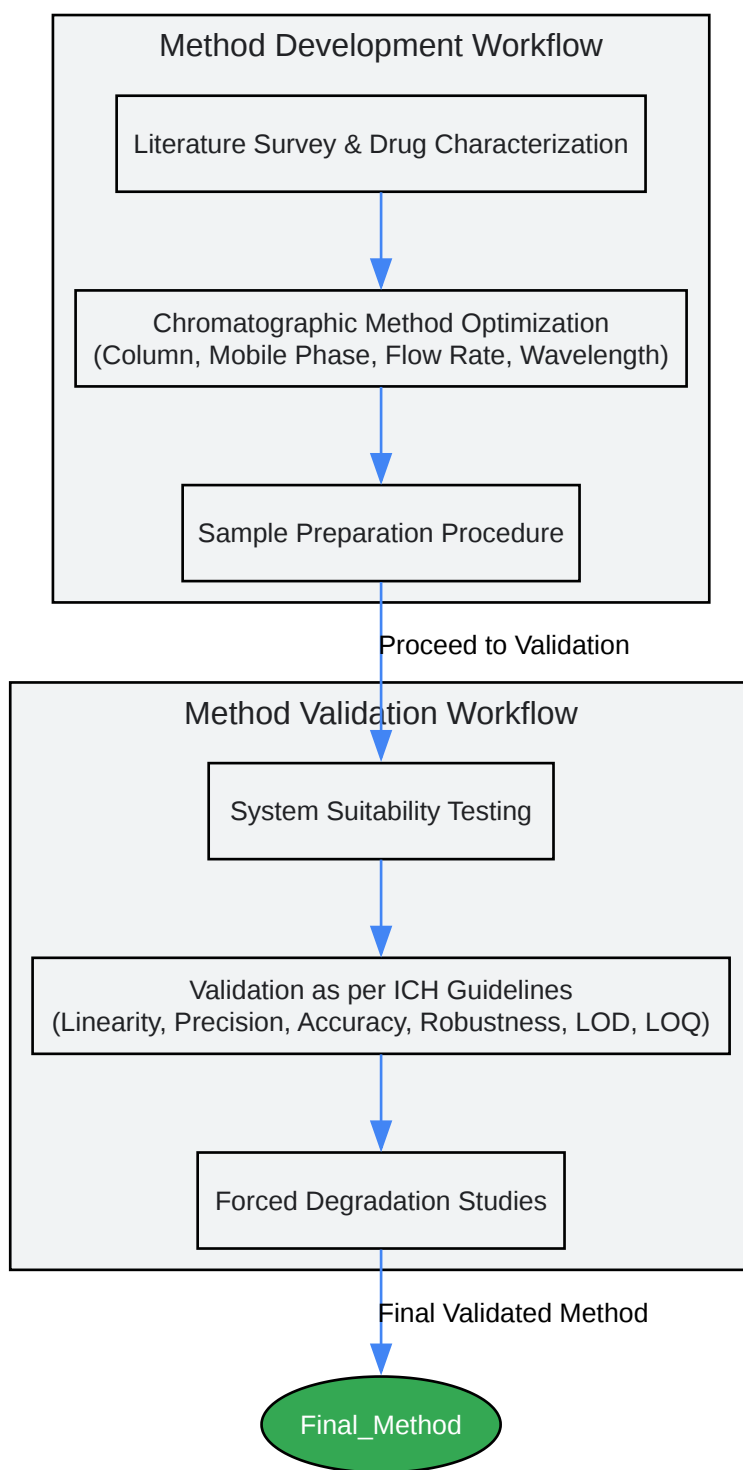 Method Development Workflow
Literature Survey & Drug Characterization
Chromatographic Method Optimization
(Column, Mobile Phase, Flow Rate, Wavelength)
Sample Preparation Procedure
Proceed to Validation
Method Validation Workflow
System Suitability Testing
Validation as per ICH Guidelines
(Linearity, Precision, Accuracy, Robustness, LOD, LOQ)
Forced Degradation Studies
Final Validated Method
Final_Method